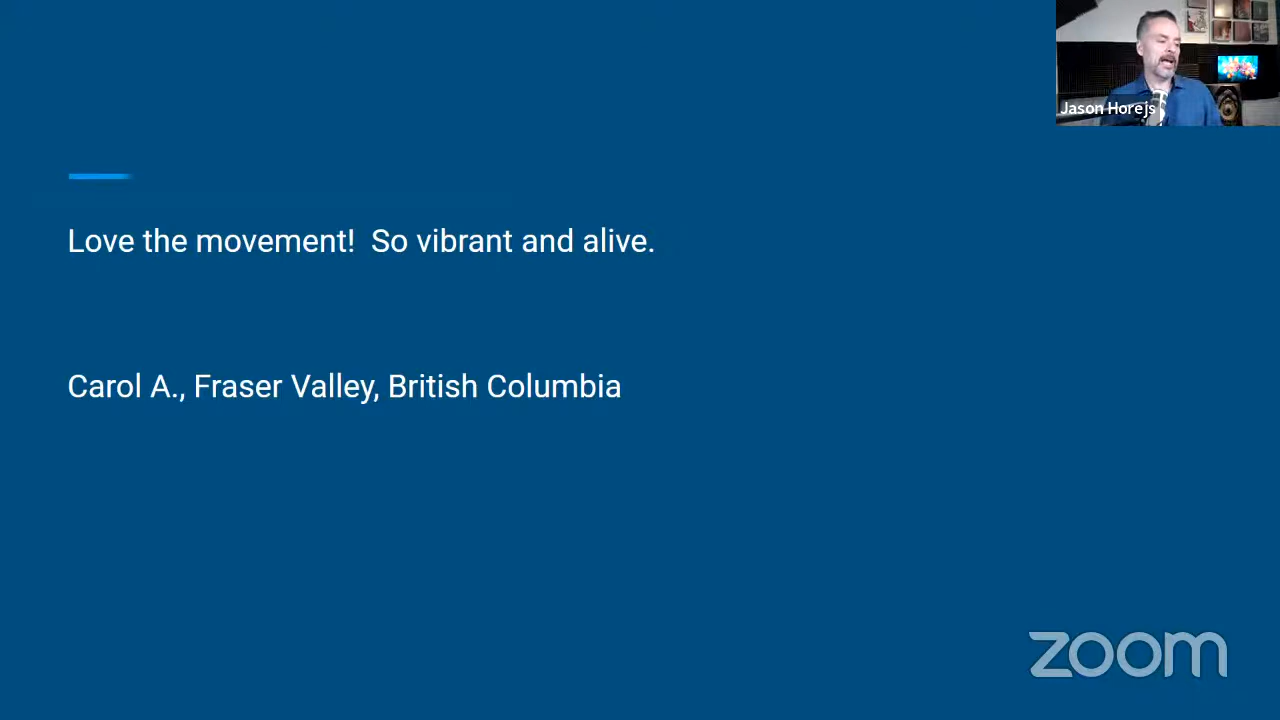 Jason Horejs
Love the movement!  So vibrant and alive.
Carol A., Fraser Valley, British Columbia
zoom